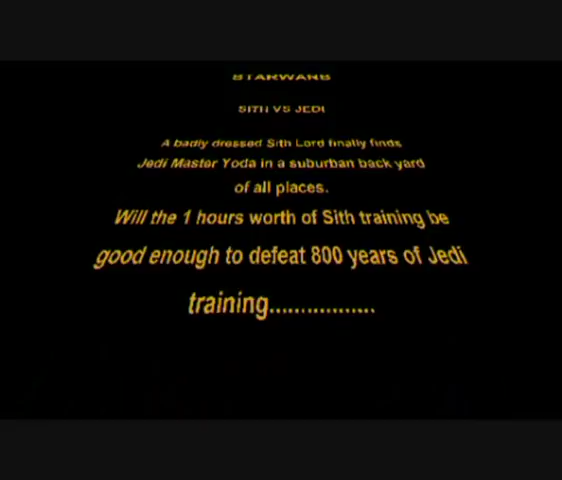 STARWARS
SITH VS JEDI
A badly dressed Sith Lord finally finds
Jedi Master Yoda in a suburban back yard
of all places.
Will the 1 hours worth of Sith training be
good enough to defeat 800 years of Jedi
training.................